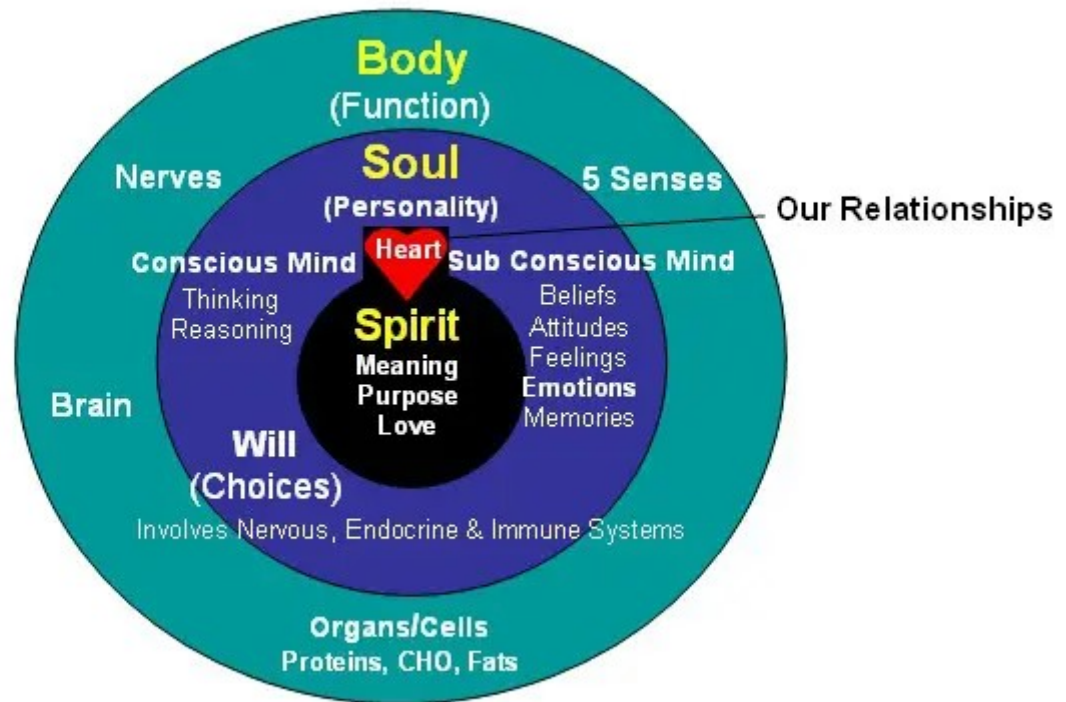 Body
(Function)
Nerves
Soul
5 Senses
(Personality)
Our Relationships
Heart
Conscious Mind
Sub Conscious Mind
Thinking
Reasoning
Beliefs
Attitudes
Feelings
Emotions
Memories
Spirit
Meaning
Purpose
Love
Brain
Will
(Choices)
Involves Nervous, Endocrine & Immune Systems
Organs/Cells
Proteins, CHO, Fats